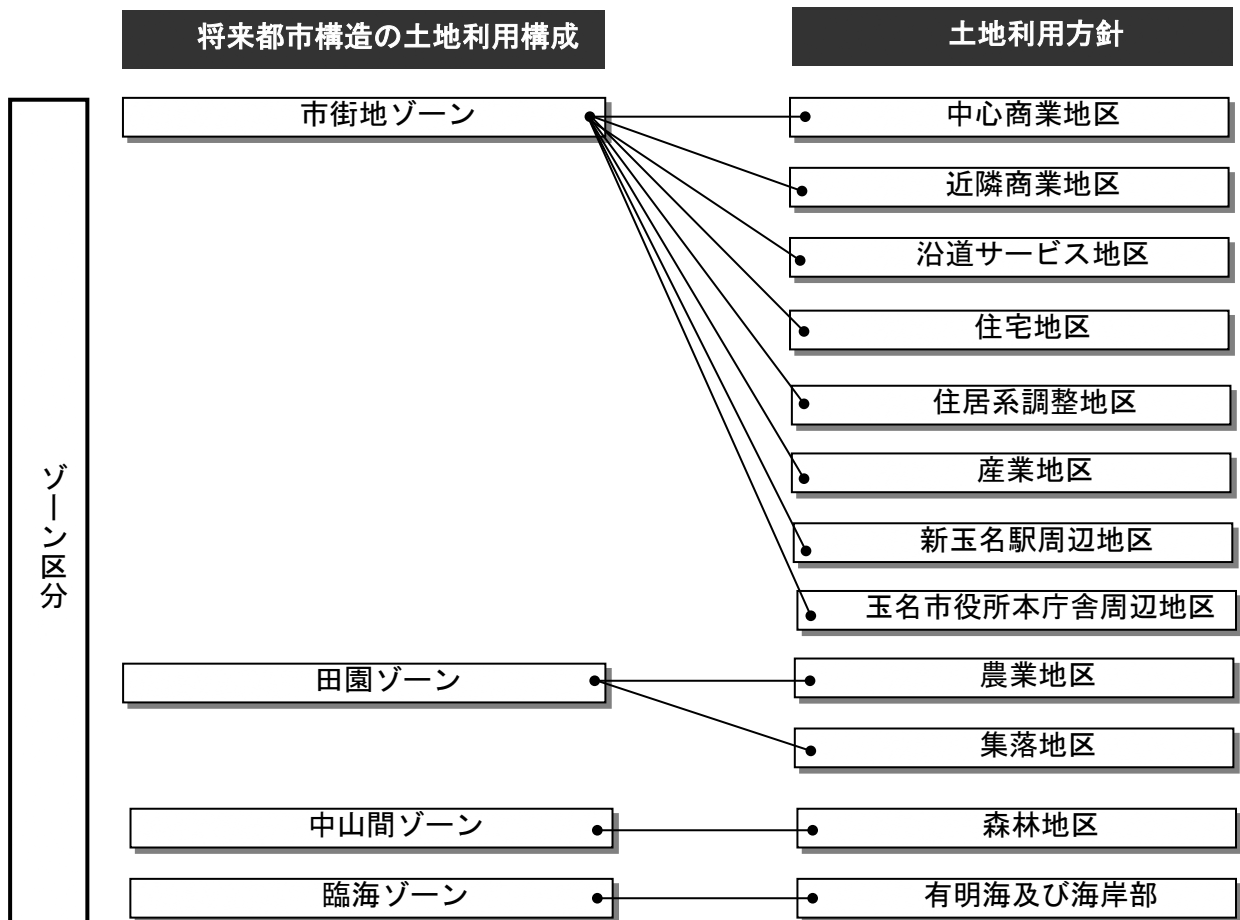 将来都市構造の土地利用構成
土地利用方針
ゾーン区分
市街地ゾーン
中心商業地区
近隣商業地区
沿道サービス地区
住宅地区
住居系調整地区
産業地区
新玉名駅周辺地区
玉名市役所本庁舎周辺地区
田園ゾーン
農業地区
集落地区
中山間ゾーン
森林地区
臨海ゾーン
有明海及び海岸部